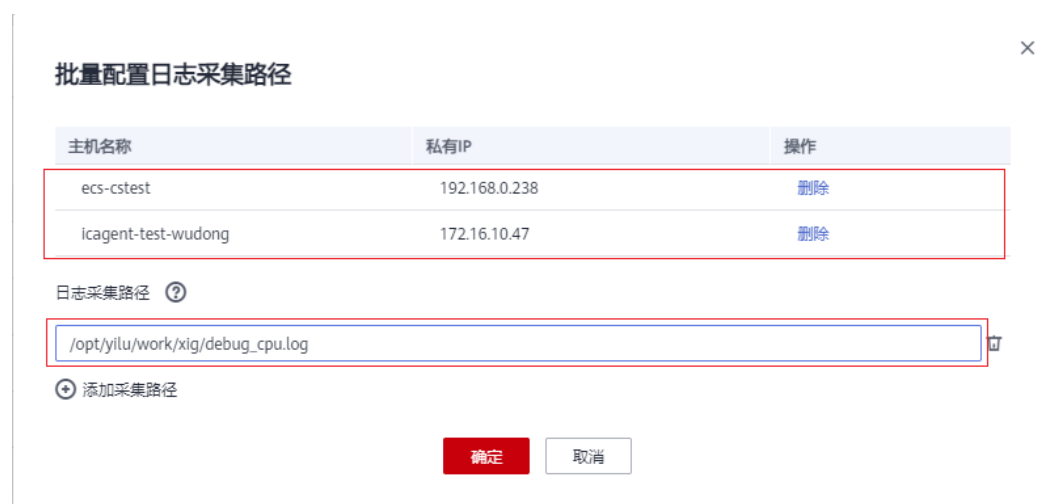 批量配置日志采集路径
主机名称 私有IP 操作
ecs-cstest 192.168.0.238 删除
icagent-test-wudong 172.16.10.47 删除
日志采集路径 ?
/opt/yilu/work/xig/debug_cpu.log
添加采集路径
确定 取消